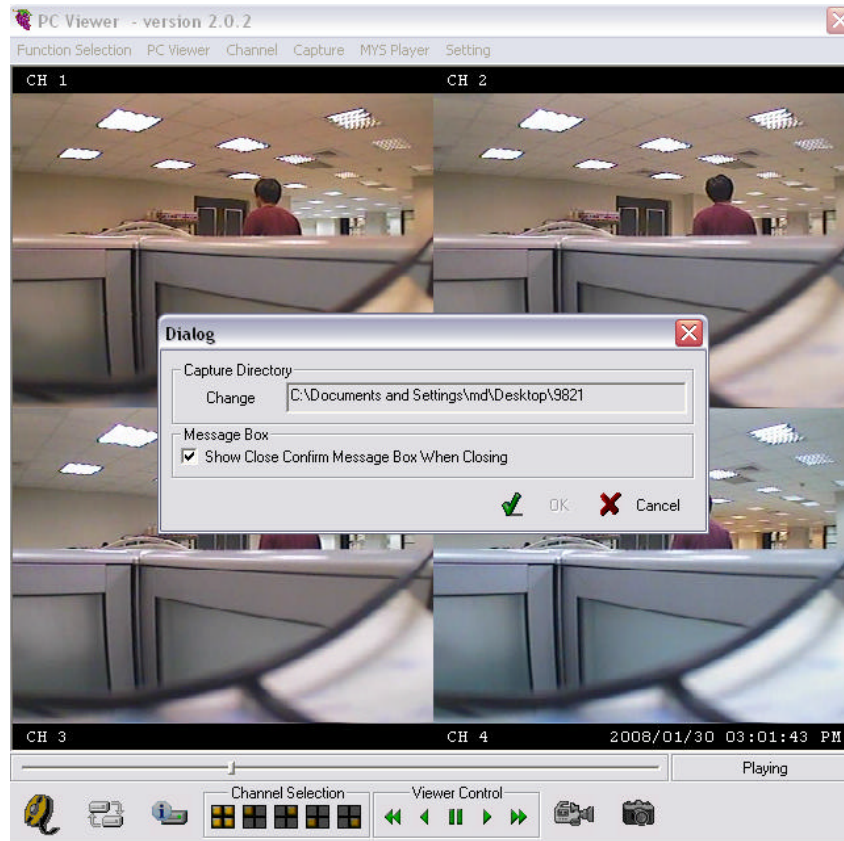 PC Viewer - version 2.0.2
Function Selection PC Viewer Channel Capture MYS Player Setting
CH 1
CH 2
Dialog
Capture Directory
Change C:\Documents and Settings\md\Desktop\9821
Message Box
Show Close Confirm Message Box When Closing
OK Cancel
CH 3
CH 4 2008/01/30 03:01:43 PM
Playing
Channel Selection
Viewer Control